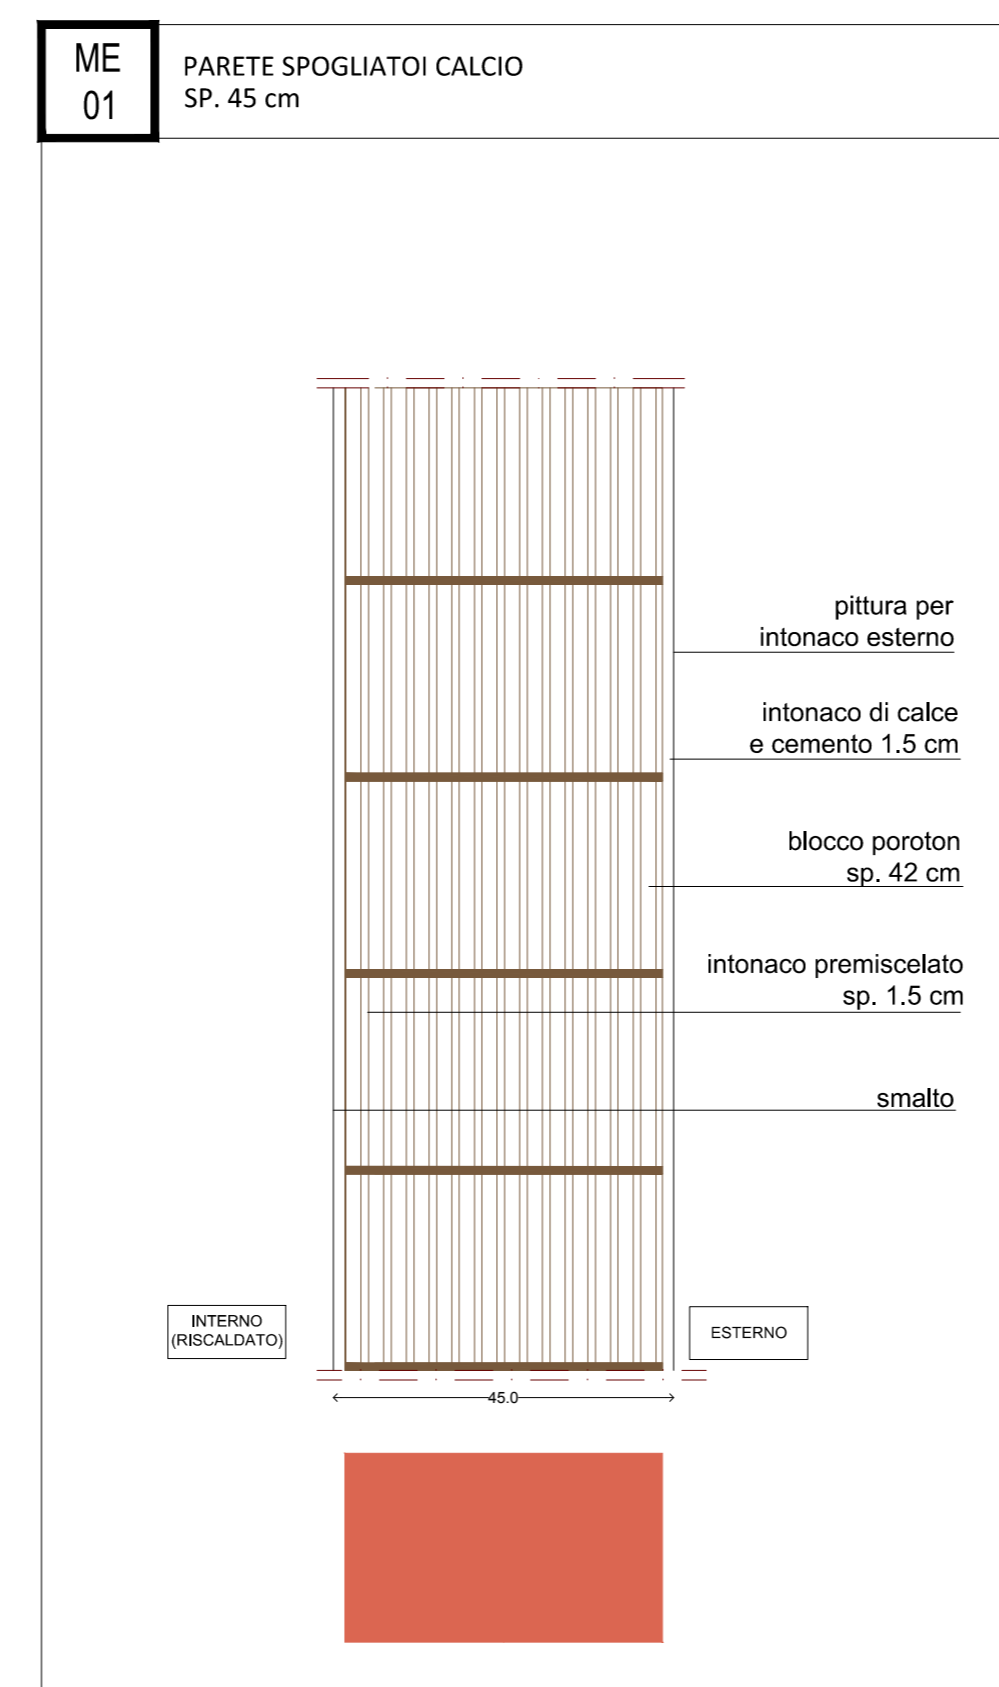 ME
01
PARETE SPOGLIATOI CALCIO
SP. 45 cm
pittura per
intonaco esterno
intonaco di calce
e cemento 1.5 cm
blocco poroton
sp. 42 cm
intonaco premiscelato
sp. 1.5 cm
smalto
INTERNO
(RISCALDATO)
ESTERNO
45.0